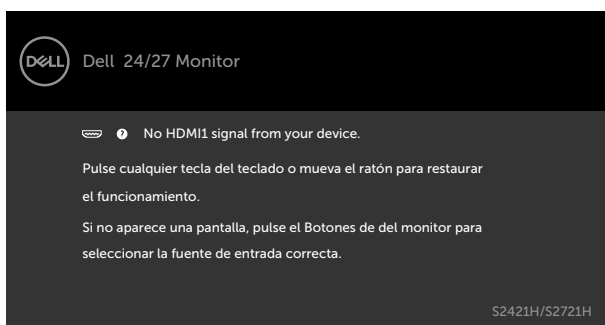 DELL
Dell 24/27 Monitor
? No HDMI1 signal from your device.
Pulse cualquier tecla del teclado o mueva el ratón para restaurar
el funcionamiento.
Si no aparece una pantalla, pulse el Botones de del monitor para
seleccionar la fuente de entrada correcta.
S2421H/S2721H